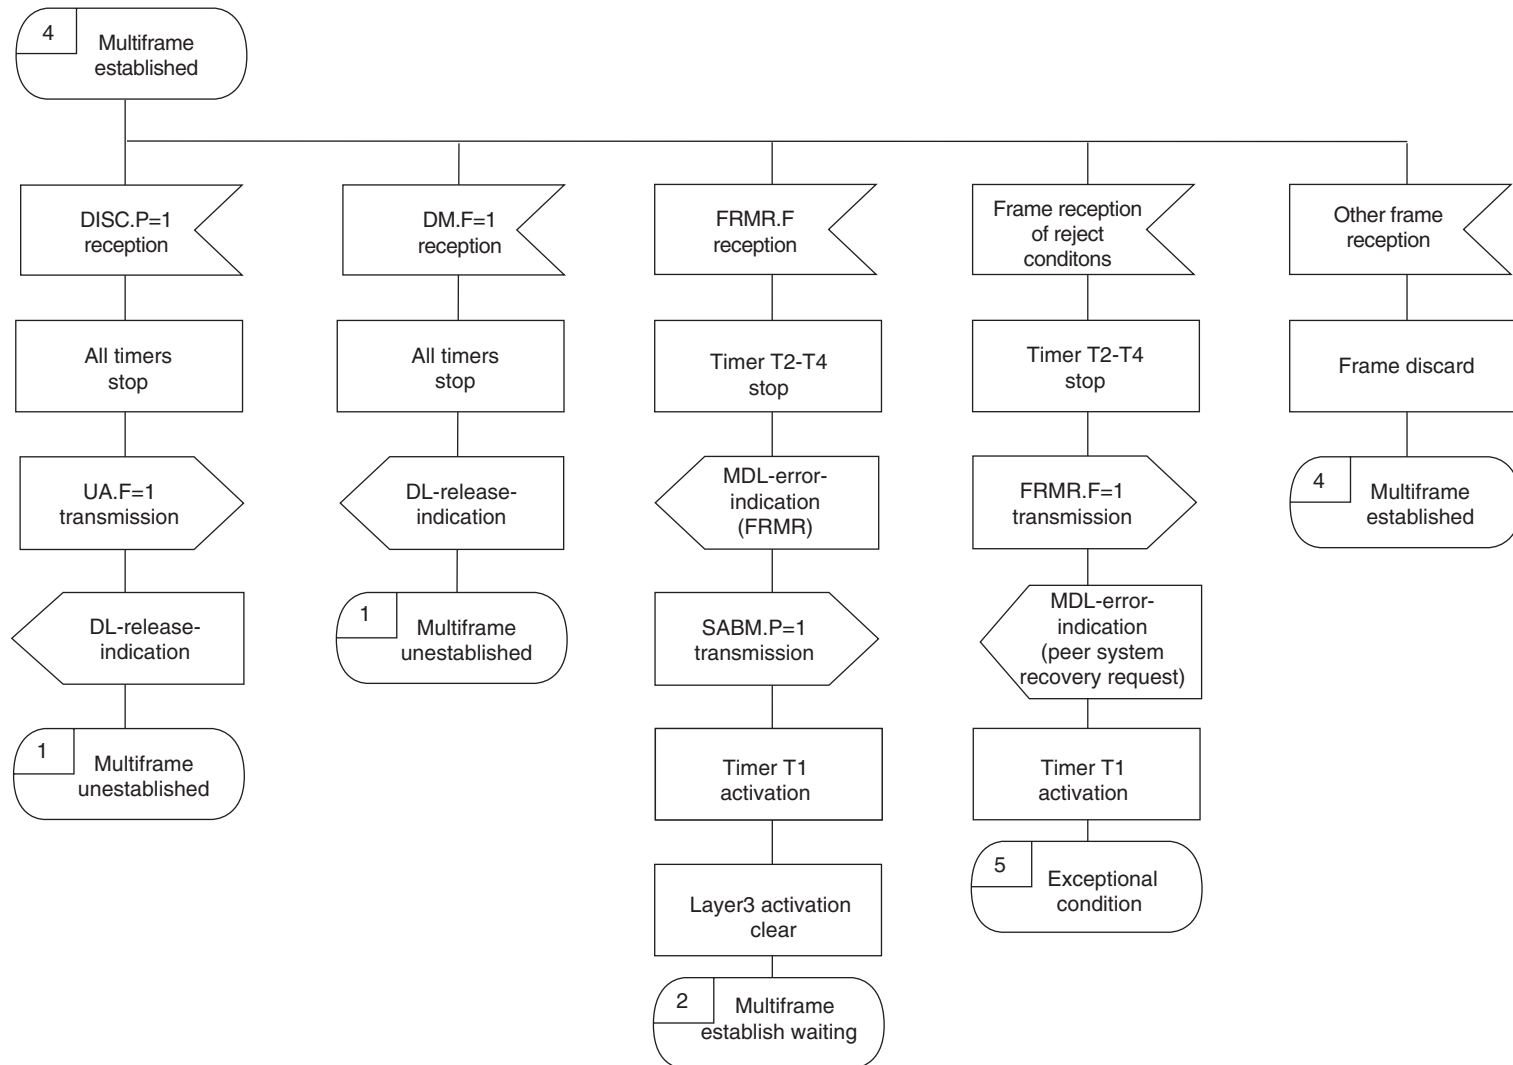 4
Multiframe
established
DISC.P=1
reception
All timers
stop
UA.F=1
transmission
DL-release-
indication
1
Multiframe
unestablished
DM.F=1
reception
All timers
stop
DL-release-
indication
1
Multiframe
unestablished
FRMR.F
reception
Timer T2-T4
stop
MDL-error-
indication
(FRMR)
SABM.P=1
transmission
Timer T1
activation
Layer3 activation
clear
2
Multiframe
establish waiting
Frame reception
of reject
conditons
Timer T2-T4
stop
FRMR.F=1
transmission
MDL-error-
indication
(peer system
recovery request)
Timer T1
activation
5
Exceptional
condition
Other frame
reception
Frame discard
4
Multiframe
established